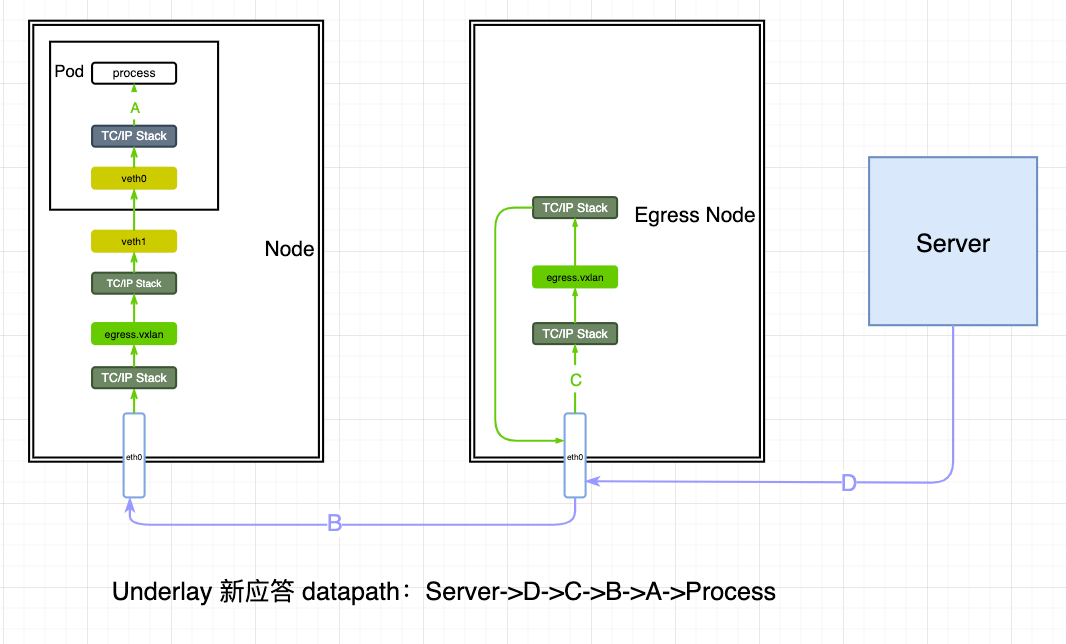 Pod
process
A
TC/IP Stack
veth0
veth1
TC/IP Stack
egress.vxlan
TC/IP Stack
eth0
Node
TC/IP Stack
Egress Node
egress.vxlan
TC/IP Stack
C
eth0
Server
D
B
Underlay 新应答 datapath：Server->D->C->B->A->Process